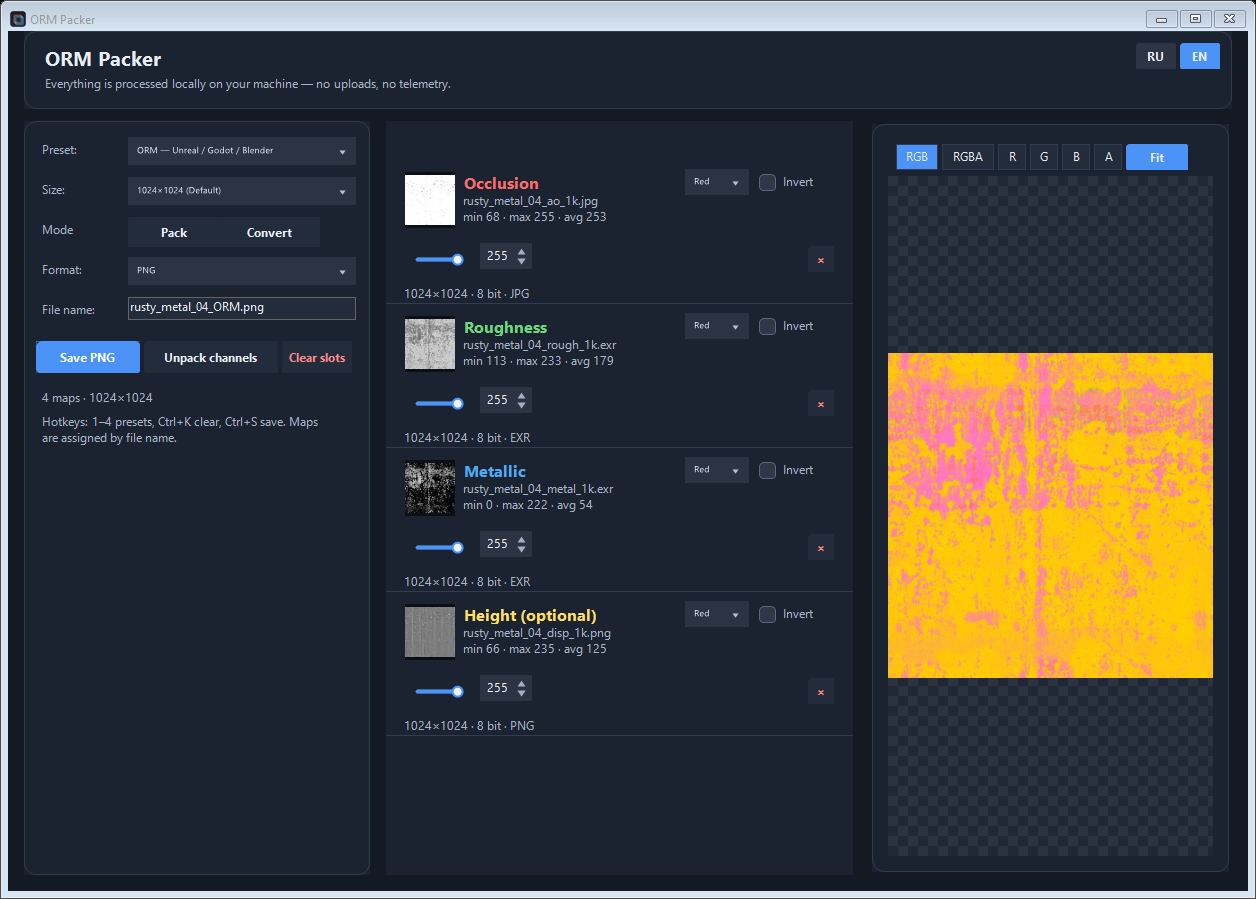 ORM Packer
ORM Packer
Everything is processed locally on your machine — no uploads, no telemetry.
RU EN
Preset: ORM — Unreal / Godot / Blender
Size: 1024×1024 (Default)
Mode Pack Convert
Format: PNG
File name: rusty_metal_04_ORM.png
Save PNG Unpack channels Clear slots
4 maps · 1024×1024
Hotkeys: 1–4 presets, Ctrl+K clear, Ctrl+S save. Maps
are assigned by file name.
Occlusion Red Invert
rusty_metal_04_ao_1k.jpg
min 68 · max 255 · avg 253
255 ×
1024×1024 · 8 bit · JPG
Roughness Red Invert
rusty_metal_04_rough_1k.exr
min 113 · max 233 · avg 179
255 ×
1024×1024 · 8 bit · EXR
Metallic Red Invert
rusty_metal_04_metal_1k.exr
min 0 · max 222 · avg 54
255 ×
1024×1024 · 8 bit · EXR
Height (optional) Red Invert
rusty_metal_04_disp_1k.png
min 66 · max 235 · avg 125
255 ×
1024×1024 · 8 bit · PNG
RGB RGBA R G B A Fit